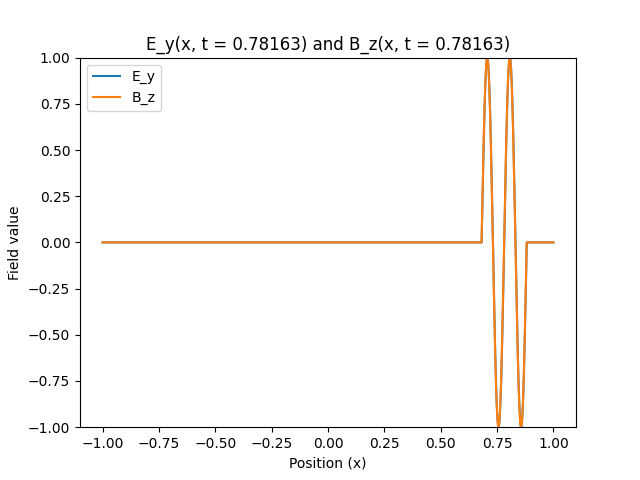 E_y(x, t = 0.78163) and B_z(x, t = 0.78163)
E_y
B_z
1.00
0.75
0.50
0.25
0.00
−0.25
−0.50
−0.75
−1.00
Field value
−1.00 −0.75 −0.50 −0.25 0.00 0.25 0.50 0.75 1.00
Position (x)